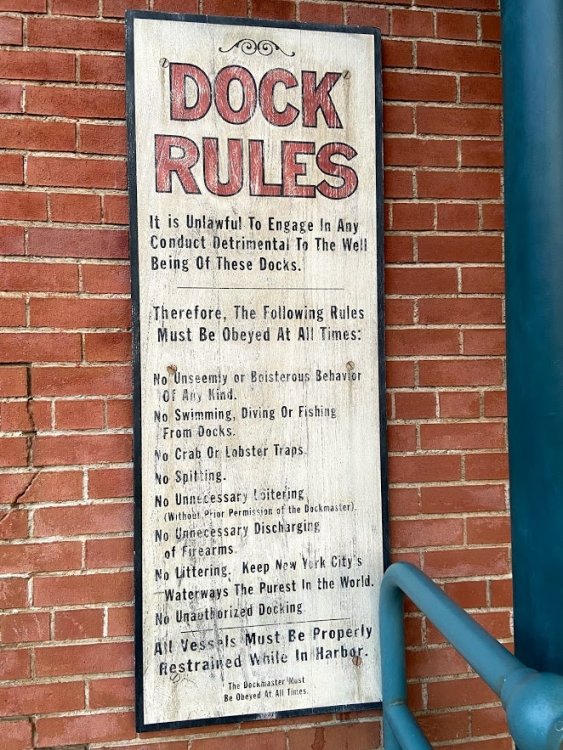 DOCK
RULES
It is Unlawful To Engage In Any
Conduct Detrimental To The Well
Being Of These Docks.
Therefore, The Following Rules
Must Be Obeyed At All Times:
No Unseemly or Boisterous Behavior
Of Any Kind.
No Swimming, Diving Or Fishing
From Docks.
No Crab Or Lobster Traps.
No Spitting.
No Unnecessary Loitering
(Without Prior Permission of the Dockmaster).
No Unnecessary Discharging
of Firearms.
No Littering. Keep New York City's
Waterways The Purest In the World.
No Unauthorized Docking
All Vessels Must Be Properly
Restrained While In Harbor.
The Dockmaster Must
Be Obeyed At All Times.